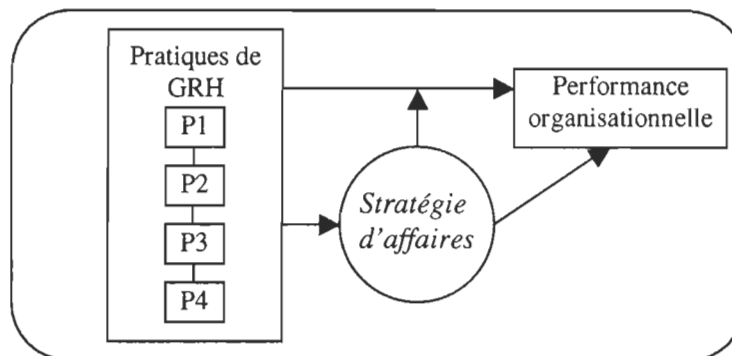 Pratiques de
GRH
P1
P2
P3
P4
Stratégie
d'affaires
Performance
organisationnelle